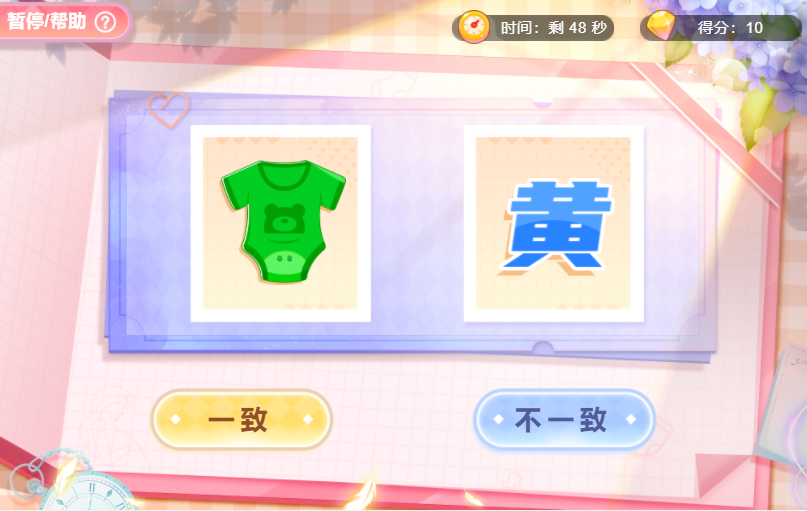 暂停/帮助 ?
时间：剩 48 秒
得分：10
黄
一致
不一致